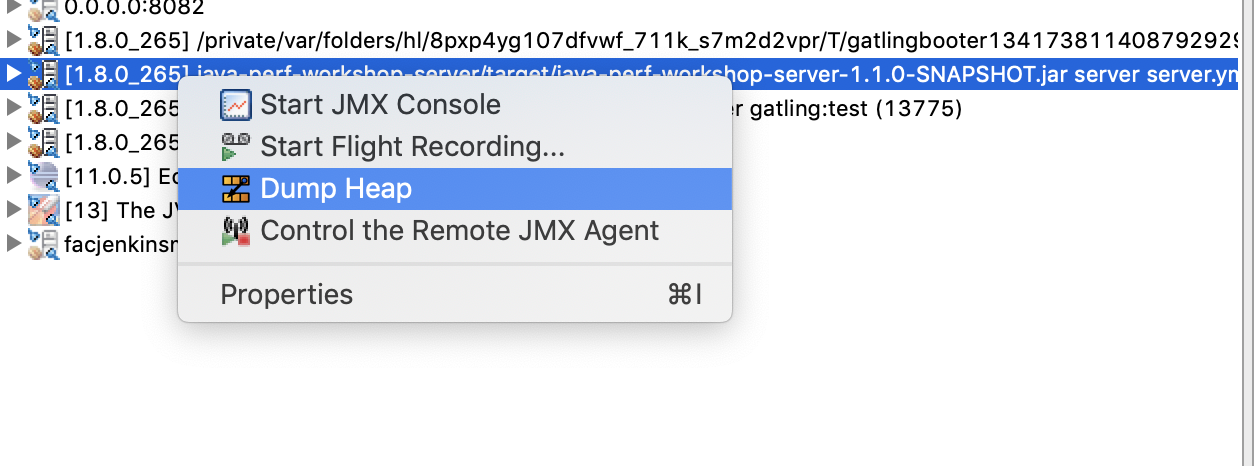 0.0.0.0:8082
[1.8.0_265] /private/var/folders/hl/8pxp4yg107dfvwf_711k_s7m2d2vpr/T/gatlingbooter134173811408792929
[1.8.0_265] java-perf-workshop-server/target/java-perf-workshop-server-1.1.0-SNAPSHOT.jar server server.ym
[1.8.0_265 er gatling:test (13775)
[1.8.0_265
[11.0.5] Ec
[13] The J
facjenkinsm
Start JMX Console
Start Flight Recording...
Dump Heap
Control the Remote JMX Agent
Properties ⌘I